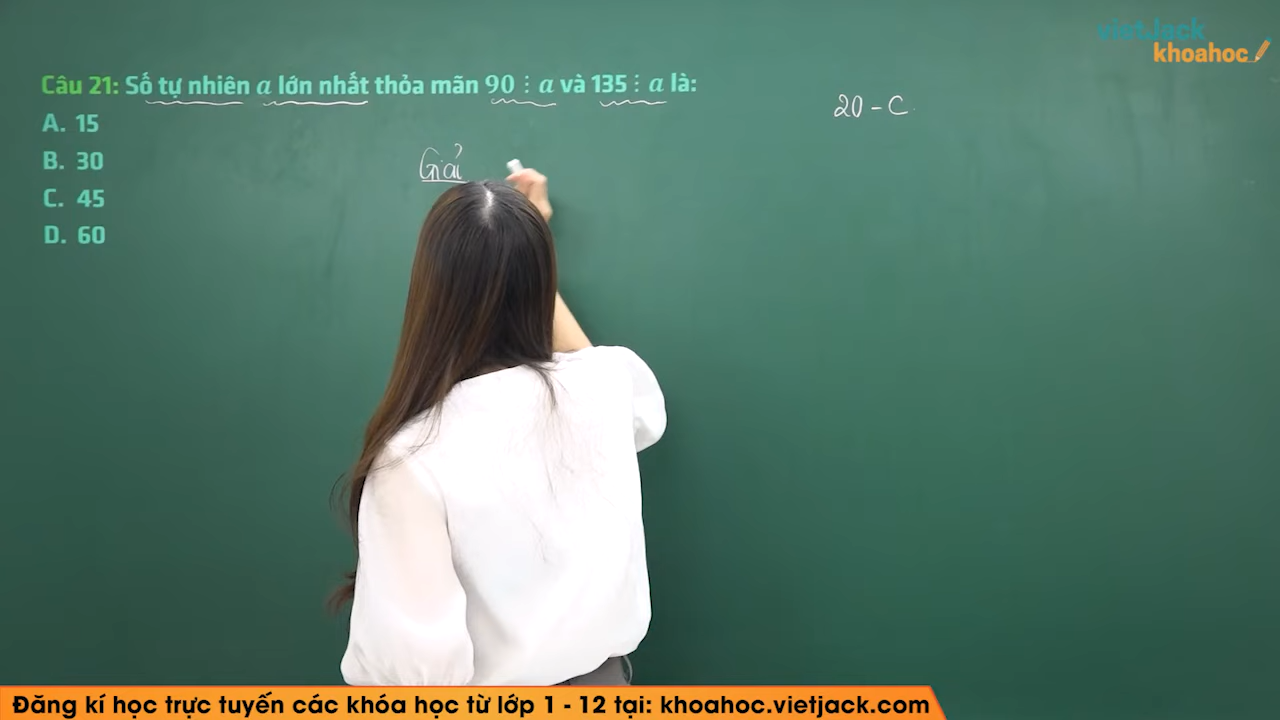 vietJack
khoahoc
Câu 21: Số tự nhiên a lớn nhất thỏa mãn 90 ⋮ a và 135 ⋮ a là:
20 - C
A. 15
Giải
B. 30
C. 45
D. 60
Đăng kí học trực tuyến các khóa học từ lớp 1 - 12 tại: khoahoc.vietjack.com